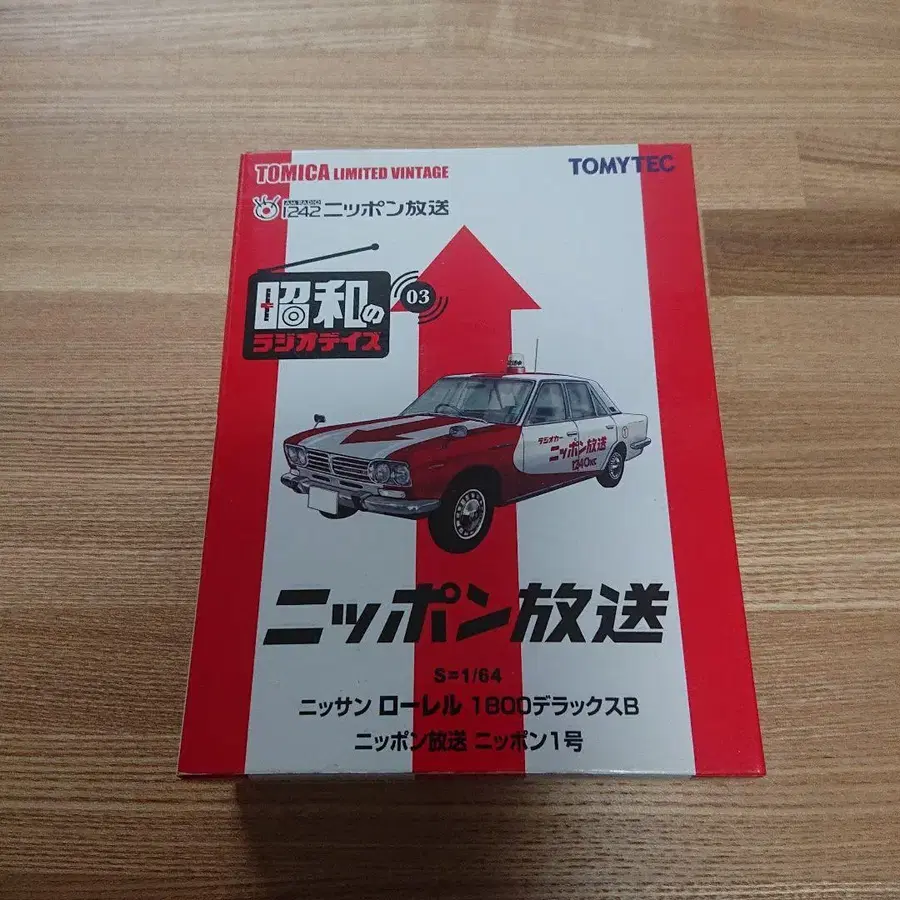 TOMICA LIMITED VINTAGE
TOMYTEC
AM RADIO
1242 ニッポン放送
昭和の
ラジオデイズ
03
ラジオカー
ニッポン放送
1240KC
1
ニッポン放送
S=1/64
ニッサン ローレル 1800デラックスB
ニッポン放送 ニッポン1号